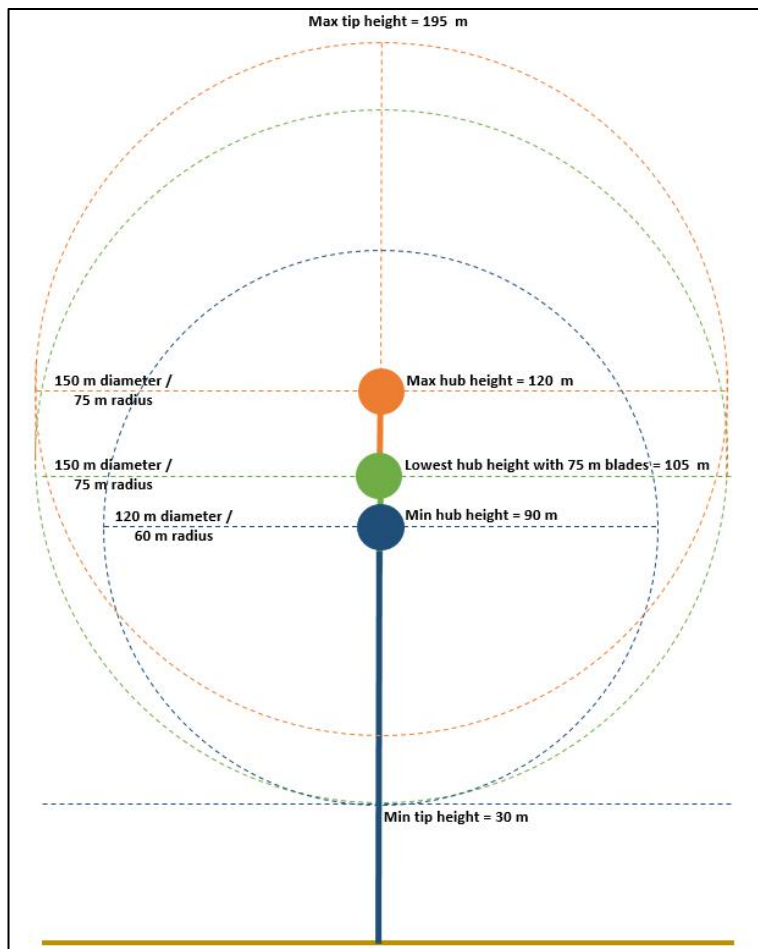 Max tip height = 195 m
150 m diameter /
75 m radius
Max hub height = 120 m
150 m diameter /
75 m radius
Lowest hub height with 75 m blades = 105 m
120 m diameter /
60 m radius
Min hub height = 90 m
Min tip height = 30 m